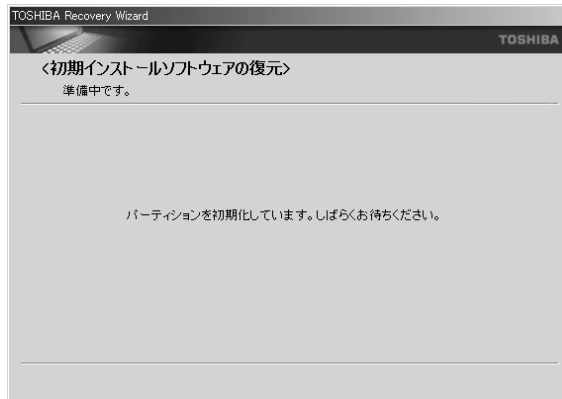 TOSHIBA Recovery Wizard
TOSHIBA
<初期インストールソフトウェアの復元>
準備中です。
パーティションを初期化しています。しばらくお待ちください。